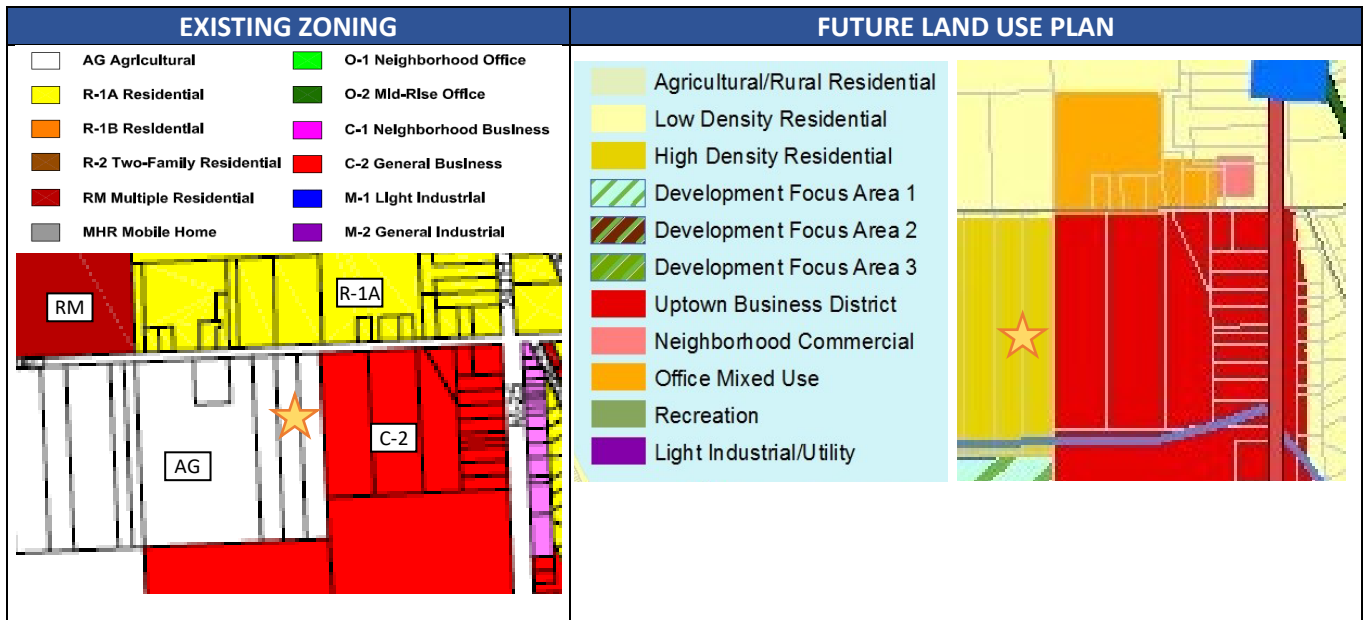 EXISTING ZONING
FUTURE LAND USE PLAN
AG Agricultural
O-1 Neighborhood Office
R-1A Residential
O-2 Mid-Rise Office
R-1B Residential
C-1 Neighborhood Business
R-2 Two-Family Residential
C-2 General Business
RM Multiple Residential
M-1 Light Industrial
MHR Mobile Home
M-2 General Industrial
RM
R-1A
AG
C-2
Agricultural/Rural Residential
Low Density Residential
High Density Residential
Development Focus Area 1
Development Focus Area 2
Development Focus Area 3
Uptown Business District
Neighborhood Commercial
Office Mixed Use
Recreation
Light Industrial/Utility